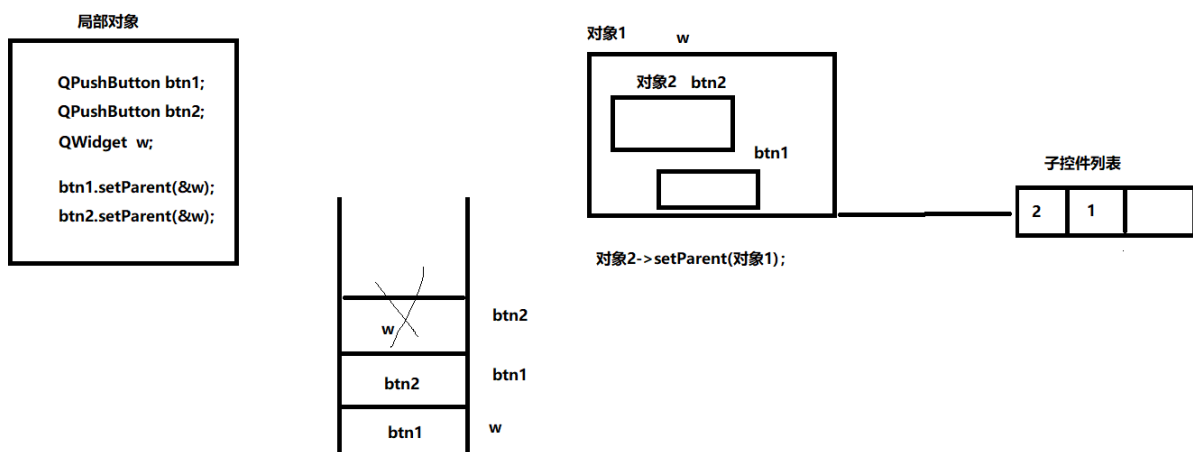 局部对象
QPushButton btn1;
QPushButton btn2;
QWidget w;
btn1.setParent(&w);
btn2.setParent(&w);
对象1 w
对象2 btn2
btn1
子控件列表
2 1
对象2->setParent(对象1);
w btn2
btn2 btn1
btn1 w